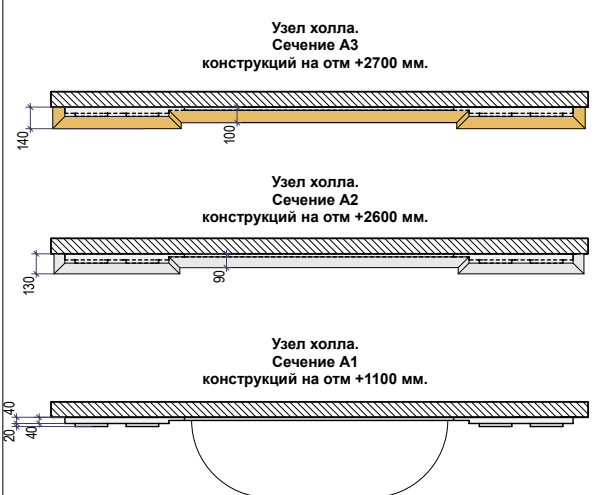 Узел холла.
Сечение А3
конструкций на отм +2700 мм.
140
100
Узел холла.
Сечение А2
конструкций на отм +2600 мм.
130
90
Узел холла.
Сечение А1
конструкций на отм +1100 мм.
40
20
40